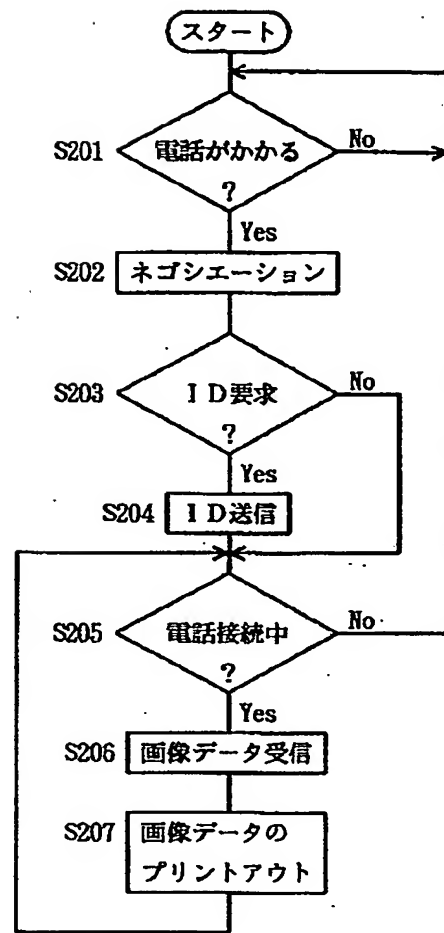 スタート
S201 電話がかかる No
?
Yes
S202 ネゴシエーション
S203 ID要求 No
?
Yes
S204 ID送信
S205 電話接続中 No
?
Yes
S206 画像データ受信
S207 画像データの
プリントアウト